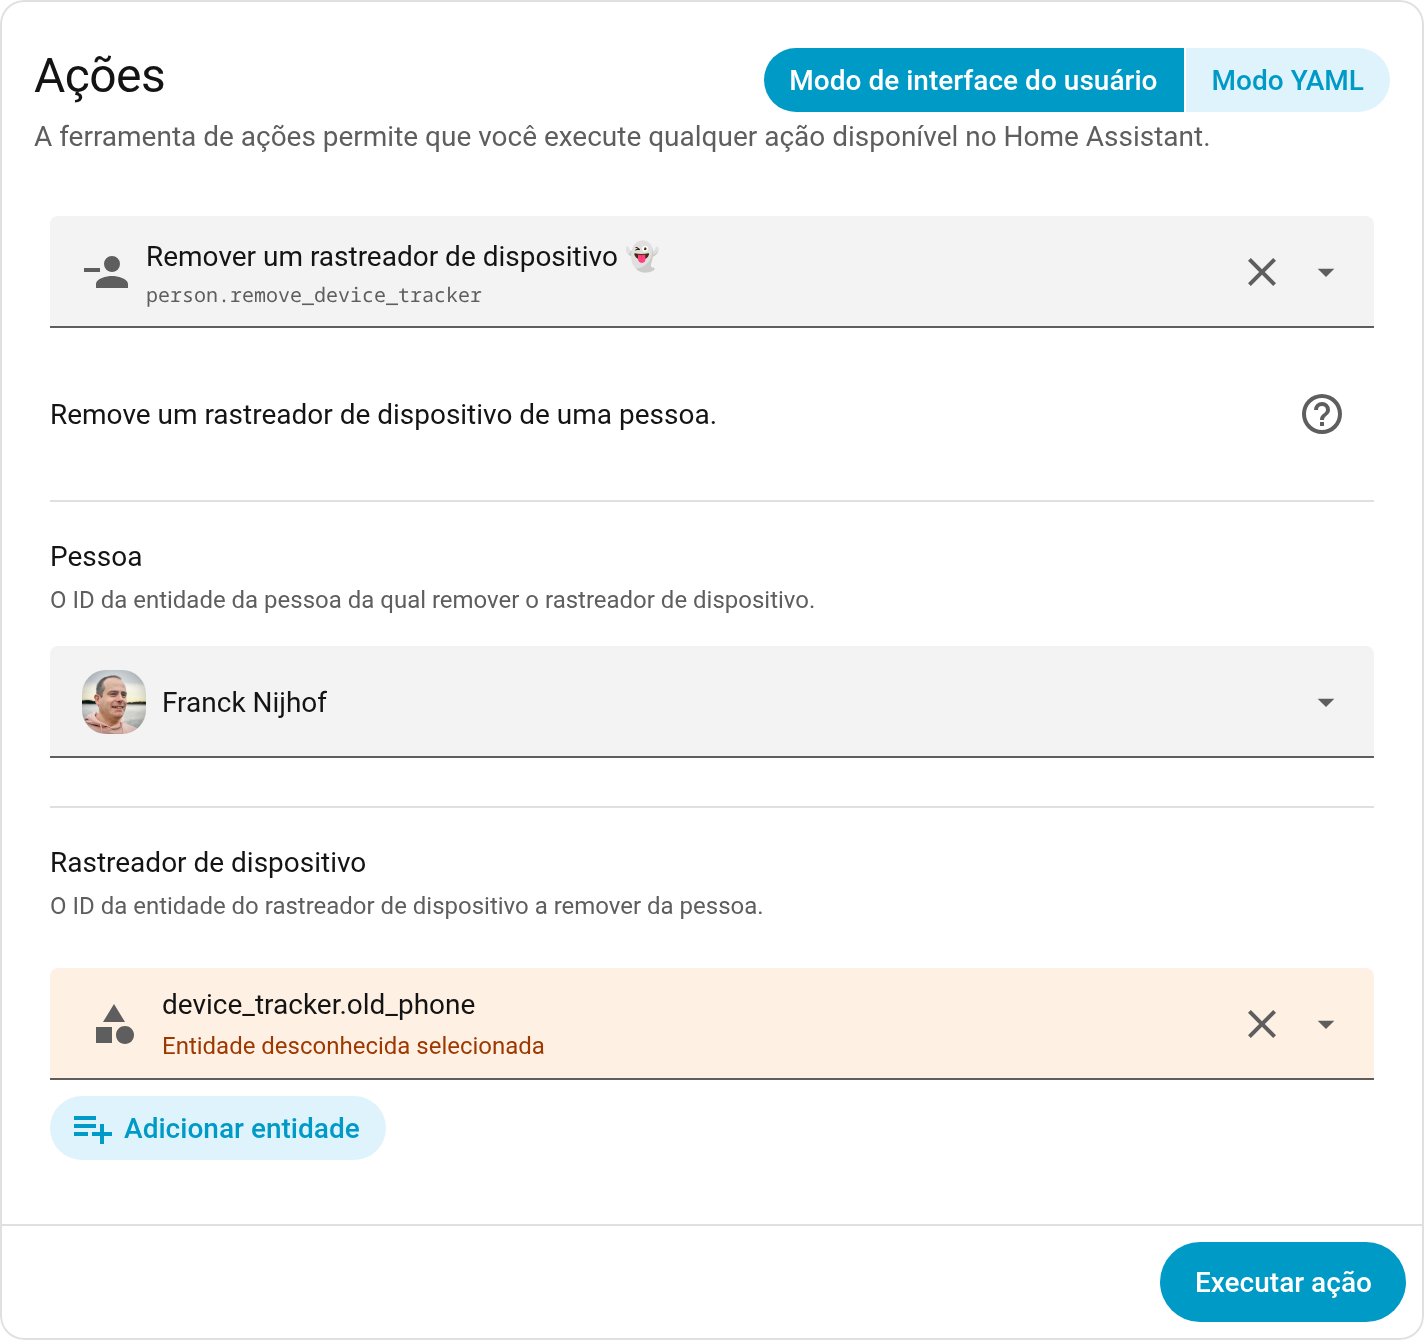 Ações
Modo de interface do usuário
Modo YAML
A ferramenta de ações permite que você execute qualquer ação disponível no Home Assistant.
Remover um rastreador de dispositivo 👻
person.remove_device_tracker
Remove um rastreador de dispositivo de uma pessoa.
Pessoa
O ID da entidade da pessoa da qual remover o rastreador de dispositivo.
Franck Nijhof
Rastreador de dispositivo
O ID da entidade do rastreador de dispositivo a remover da pessoa.
device_tracker.old_phone
Entidade desconhecida selecionada
Adicionar entidade
Executar ação